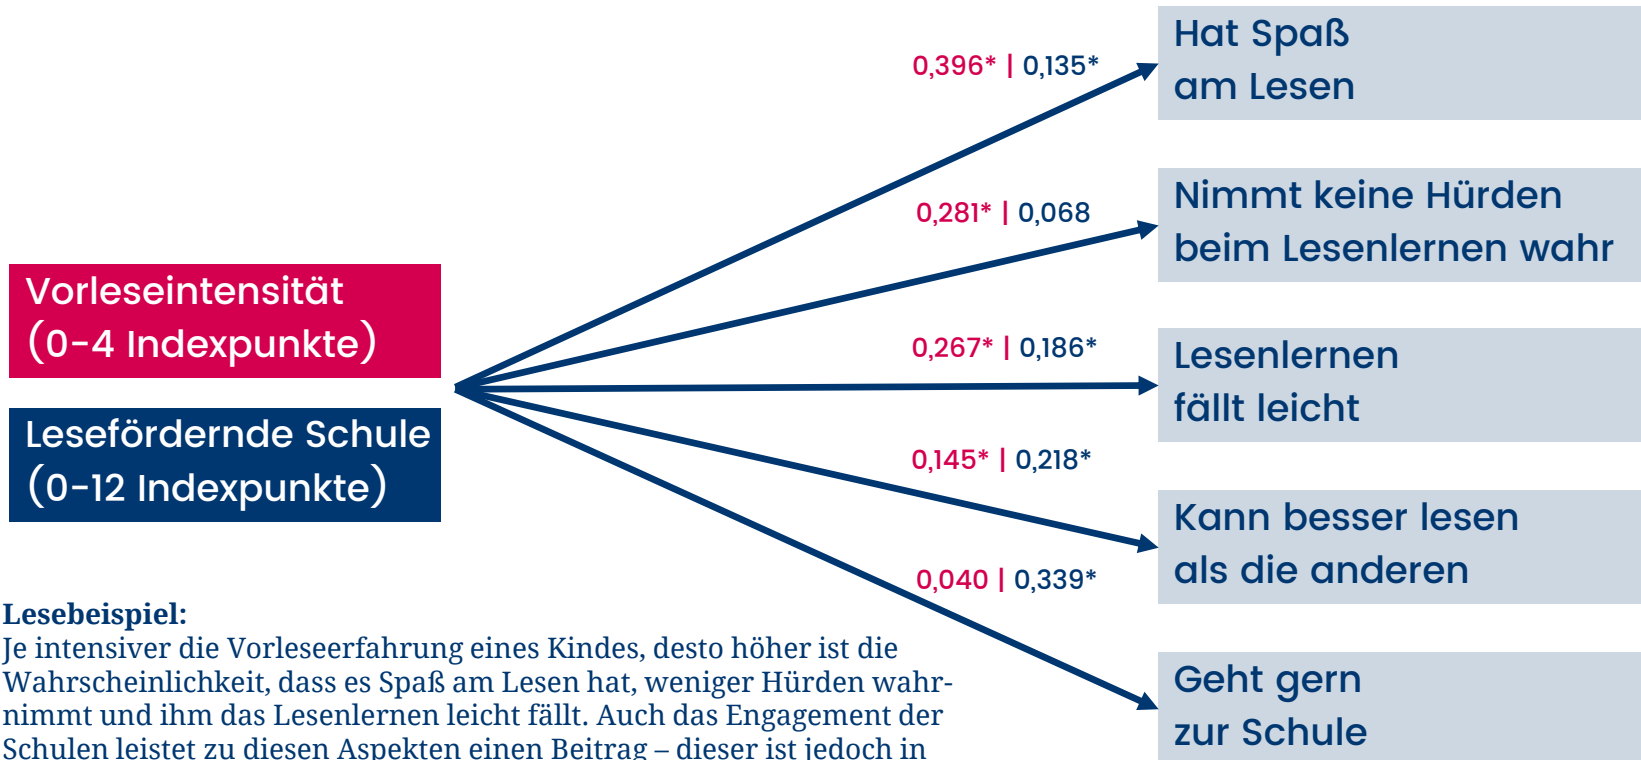 Vorleseintensität
(0-4 Indexpunkte)
Lesefördernde Schule
(0-12 Indexpunkte)
0,396* | 0,135*
Hat Spaß
am Lesen
0,281* | 0,068
Nimmt keine Hürden
beim Lesenlernen wahr
0,267* | 0,186*
Lesenlernen
fällt leicht
0,145* | 0,218*
Kann besser lesen
als die anderen
0,040 | 0,339*
Geht gern
zur Schule
Lesebeispiel:
Je intensiver die Vorleseerfahrung eines Kindes, desto höher ist die
Wahrscheinlichkeit, dass es Spaß am Lesen hat, weniger Hürden wahr-
nimmt und ihm das Lesenlernen leicht fällt. Auch das Engagement der
Schulen leistet zu diesen Aspekten einen Beitrag – dieser ist jedoch in